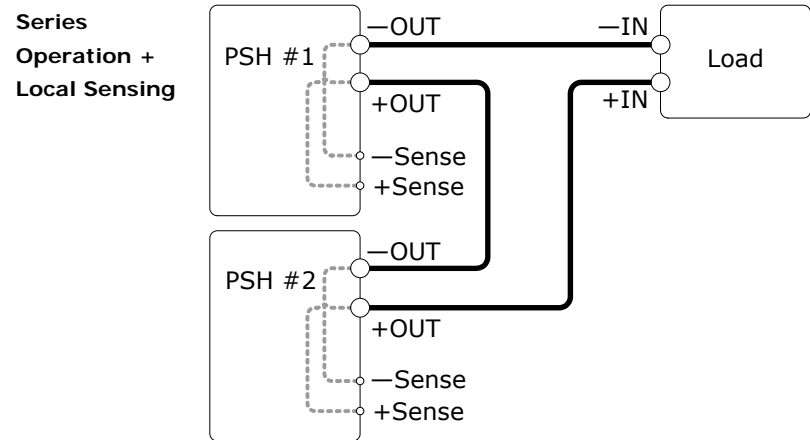 Series
Operation +
Local Sensing
PSH #1
—OUT
+OUT
—Sense
+Sense
—IN
+IN
Load
PSH #2
—OUT
+OUT
—Sense
+Sense